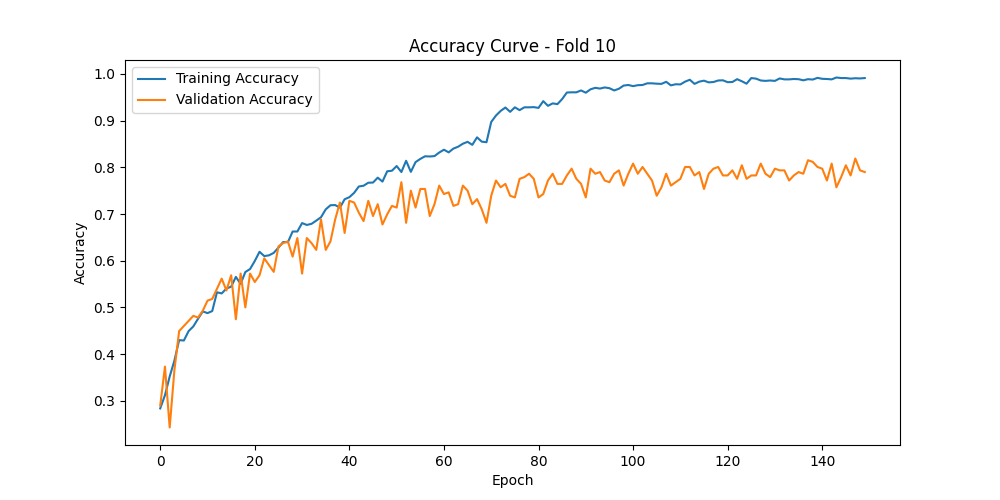 Accuracy Curve - Fold 10
Training Accuracy
Validation Accuracy
1.0
0.9
0.8
0.7
0.6
0.5
0.4
0.3
Accuracy
0 20 40 60 80 100 120 140
Epoch